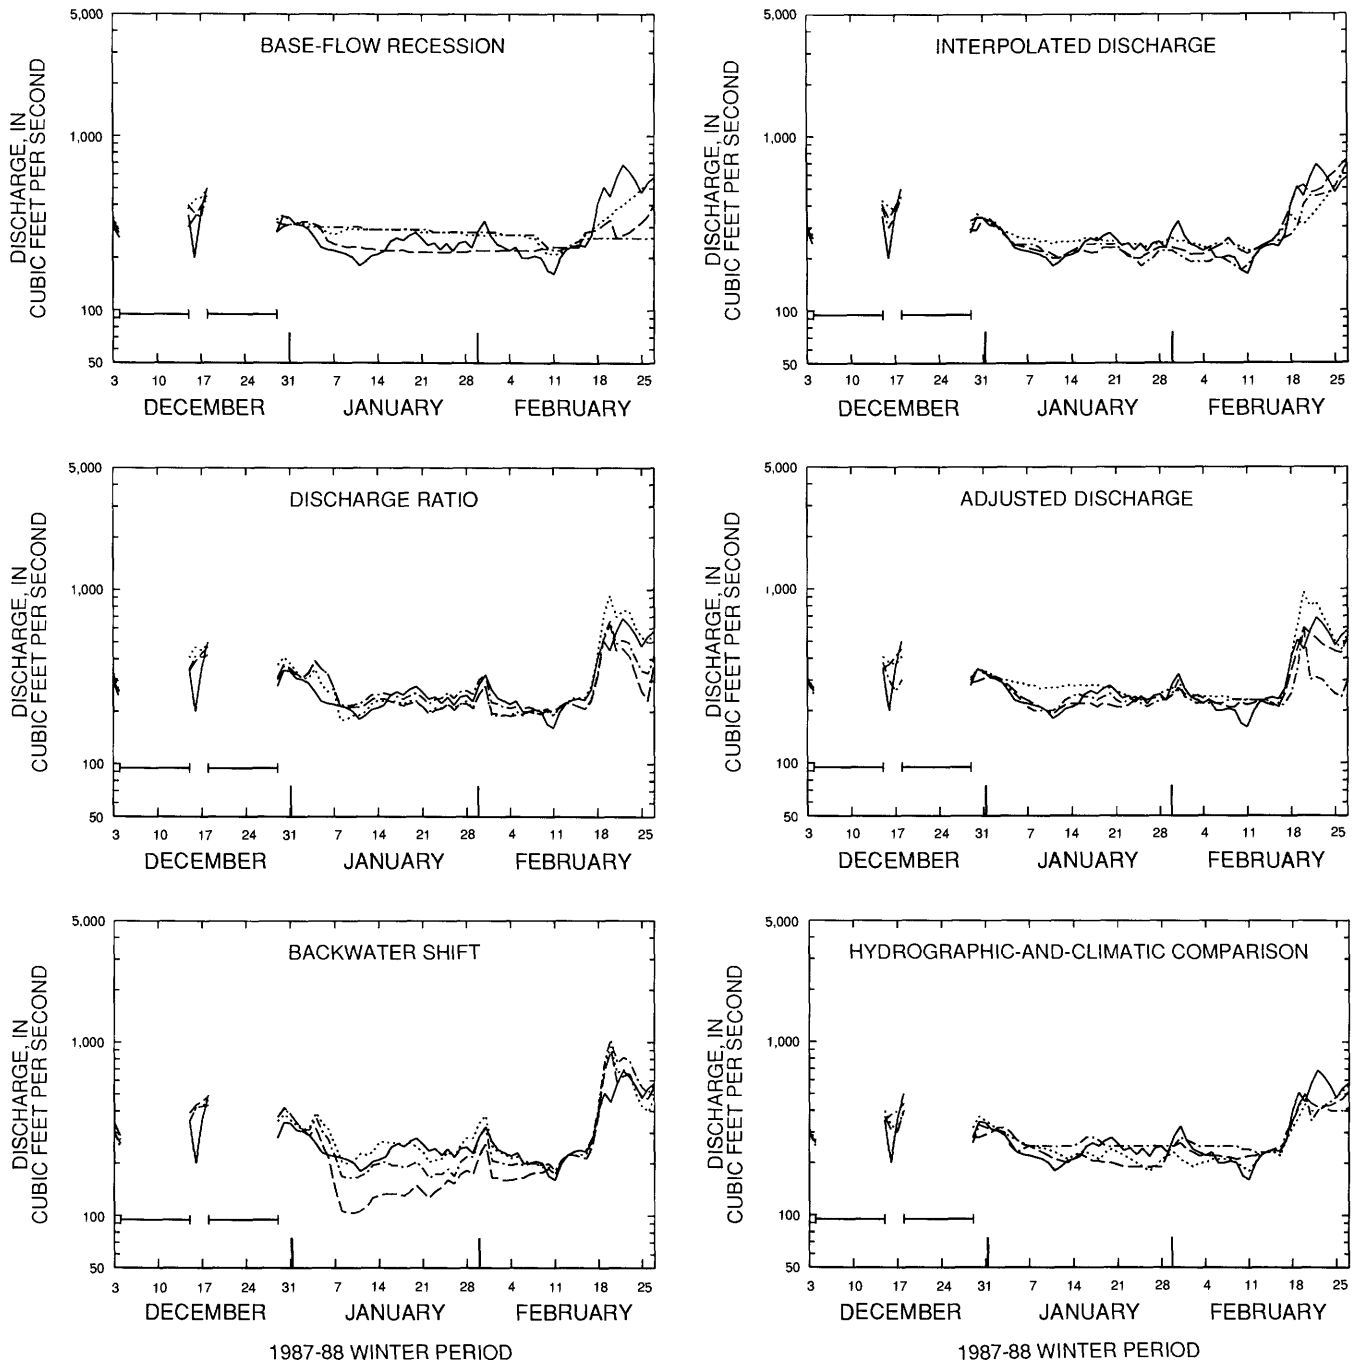 BASE-FLOW RECESSION
DISCHARGE, IN
CUBIC FEET PER SECOND
5,000
1,000
100
50
3 10 17 24 31 7 14 21 28 4 11 18 25
DECEMBER JANUARY FEBRUARY
INTERPOLATED DISCHARGE
DISCHARGE, IN
CUBIC FEET PER SECOND
5,000
1,000
100
50
3 10 17 24 31 7 14 21 28 4 11 18 25
DECEMBER JANUARY FEBRUARY
DISCHARGE RATIO
DISCHARGE, IN
CUBIC FEET PER SECOND
5,000
1,000
100
50
3 10 17 24 31 7 14 21 28 4 11 18 25
DECEMBER JANUARY FEBRUARY
ADJUSTED DISCHARGE
DISCHARGE, IN
CUBIC FEET PER SECOND
5,000
1,000
100
50
3 10 17 24 31 7 14 21 28 4 11 18 25
DECEMBER JANUARY FEBRUARY
BACKWATER SHIFT
DISCHARGE, IN
CUBIC FEET PER SECOND
5,000
1,000
100
50
3 10 17 24 31 7 14 21 28 4 11 18 25
DECEMBER JANUARY FEBRUARY
1987-88 WINTER PERIOD
HYDROGRAPHIC-AND-CLIMATIC COMPARISON
DISCHARGE, IN
CUBIC FEET PER SECOND
5,000
1,000
100
50
3 10 17 24 31 7 14 21 28 4 11 18 25
DECEMBER JANUARY FEBRUARY
1987-88 WINTER PERIOD